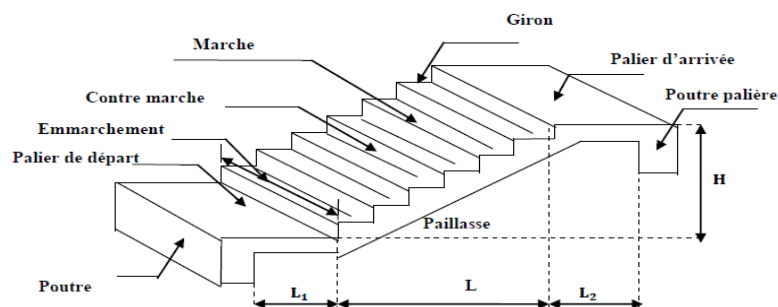 Giron
Marche
Palier d'arrivée
Contre marche
Poutre palière
Emmarchement
Palier de départ
H
Paillasse
Poutre
L₁
L
L₂